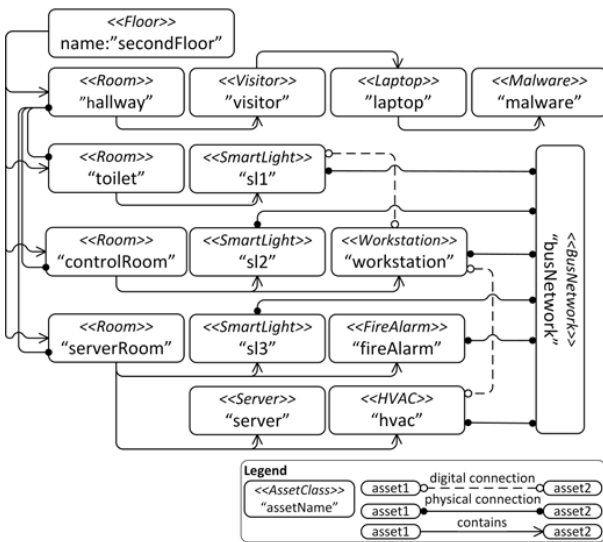 <<Floor>>
name:"secondFloor"
<<Room>>
"hallway"
<<Visitor>>
"visitor"
<<Laptop>>
"laptop"
<<Malware>>
"malware"
<<Room>>
"toilet"
<<SmartLight>>
"sl1"
<<Room>>
"controlRoom"
<<SmartLight>>
"sl2"
<<Workstation>>
"workstation"
<<BusNetwork>>
"busNetwork"
<<Room>>
"serverRoom"
<<SmartLight>>
"sl3"
<<FireAlarm>>
"fireAlarm"
<<Server>>
"server"
<<HVAC>>
"hvac"
Legend
<<AssetClass>>
"assetName"
digital connection
asset1 asset2
physical connection
asset1 asset2
contains
asset1 asset2